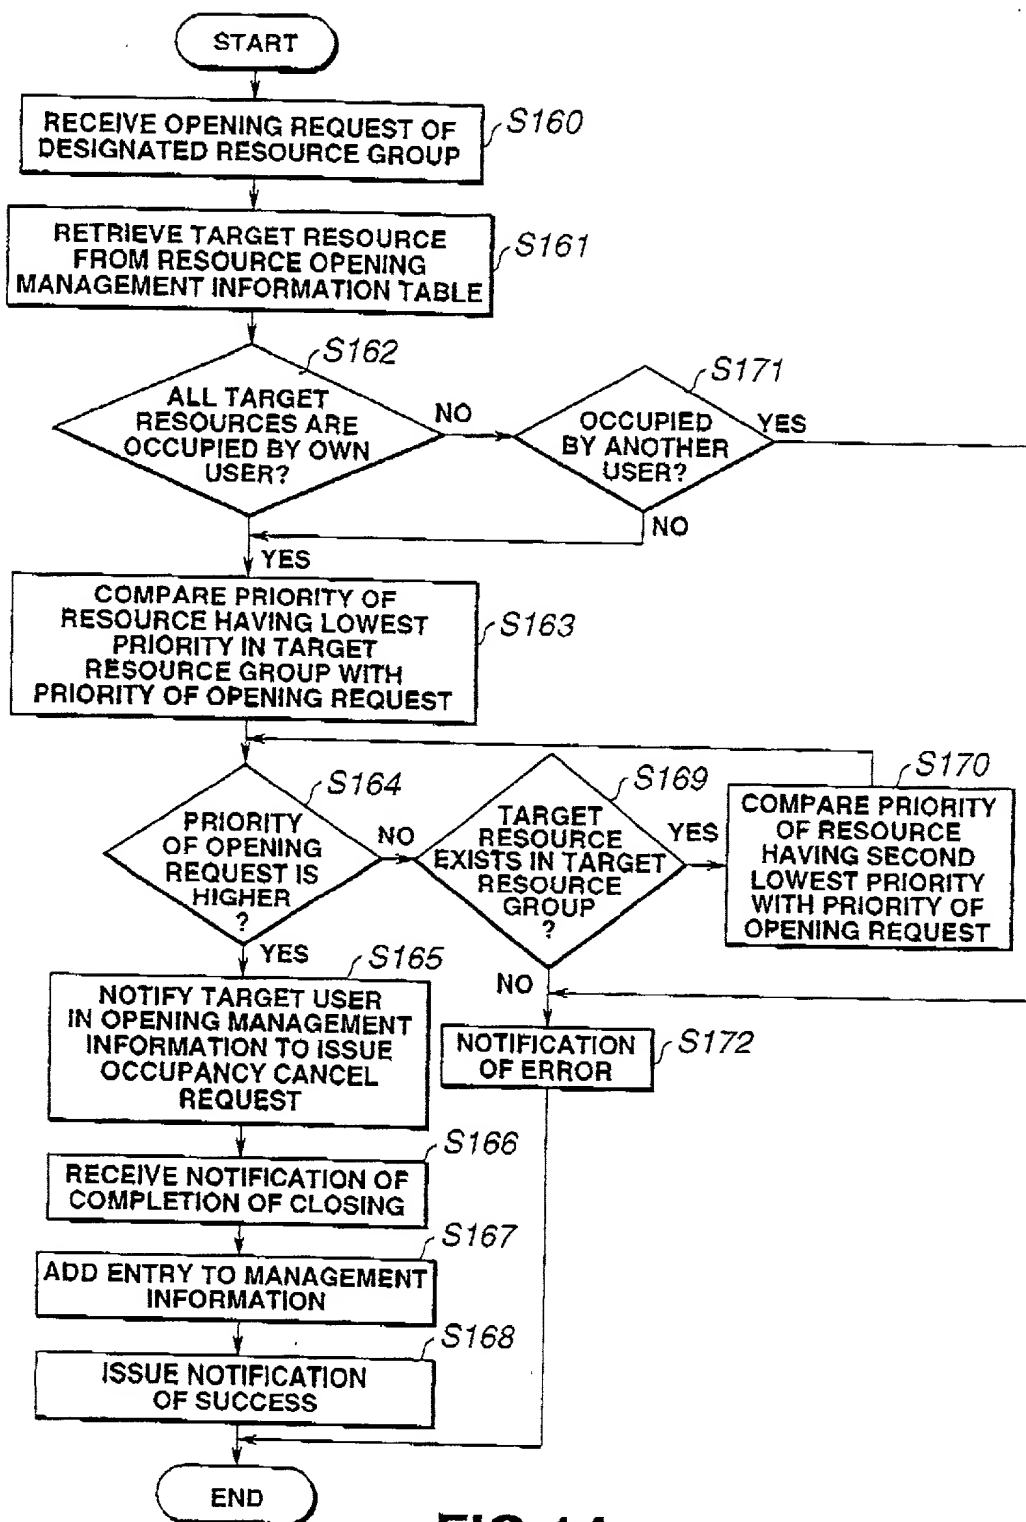 START
RECEIVE OPENING REQUEST OF
DESIGNATED RESOURCE GROUP
S160
RETRIEVE TARGET RESOURCE
FROM RESOURCE OPENING
MANAGEMENT INFORMATION TABLE
S161
S162
ALL TARGET
RESOURCES ARE
OCCUPIED BY OWN
USER?
NO
S171
OCCUPIED
BY ANOTHER
USER?
YES
NO
YES
COMPARE PRIORITY OF
RESOURCE HAVING LOWEST
PRIORITY IN TARGET
RESOURCE GROUP WITH
PRIORITY OF OPENING REQUEST
S163
S164
PRIORITY
OF OPENING
REQUEST IS
HIGHER
?
NO
S169
TARGET
RESOURCE
EXISTS IN TARGET
RESOURCE
GROUP
?
YES
S170
COMPARE PRIORITY
OF RESOURCE
HAVING SECOND
LOWEST PRIORITY
WITH PRIORITY OF
OPENING REQUEST
YES
S165
NOTIFY TARGET USER
IN OPENING MANAGEMENT
INFORMATION TO ISSUE
OCCUPANCY CANCEL
REQUEST
NO
NOTIFICATION
OF ERROR
S172
S166
RECEIVE NOTIFICATION OF
COMPLETION OF CLOSING
S167
ADD ENTRY TO MANAGEMENT
INFORMATION
S168
ISSUE NOTIFICATION
OF SUCCESS
END